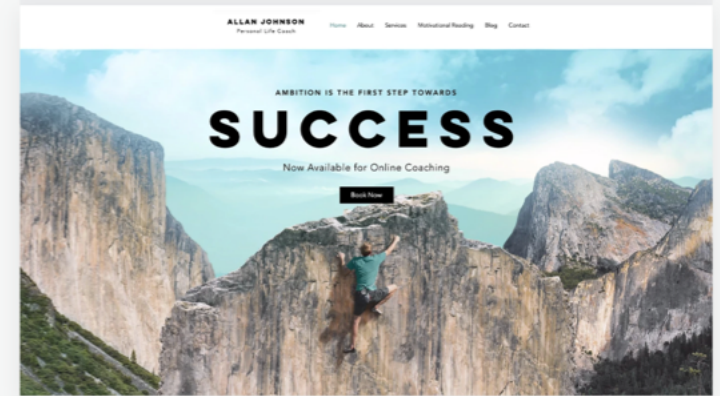 ALLAN JOHNSON
Personal Life Coach
Home About Services Motivational Reading Blog Contact
AMBITION IS THE FIRST STEP TOWARDS
SUCCESS
Now Available for Online Coaching
Book Now